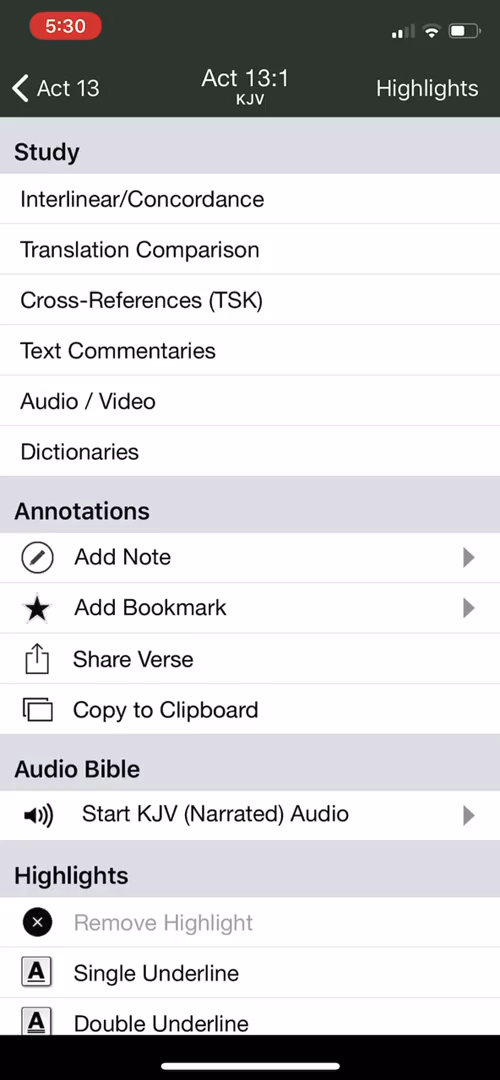 5:30
Act 13
Act 13:1
KJV
Highlights
Study
Interlinear/Concordance
Translation Comparison
Cross-References (TSK)
Text Commentaries
Audio / Video
Dictionaries
Annotations
Add Note
Add Bookmark
Share Verse
Copy to Clipboard
Audio Bible
Start KJV (Narrated) Audio
Highlights
Remove Highlight
A Single Underline
A Double Underline